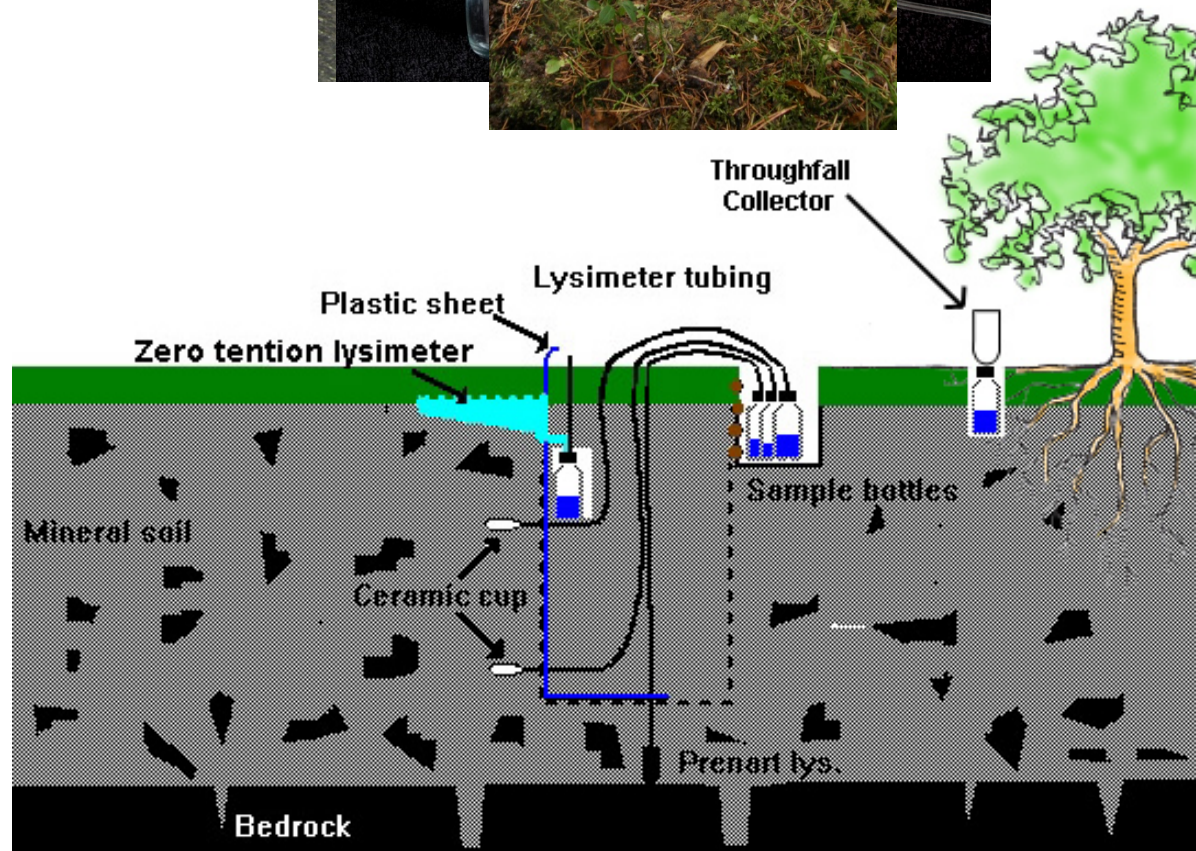 Throughfall
Collector
Lysimeter tubing
Plastic sheet
Zero tention lysimeter
Sample bottles
Mineral soil
Ceramic cup
Prenart lys.
Bedrock